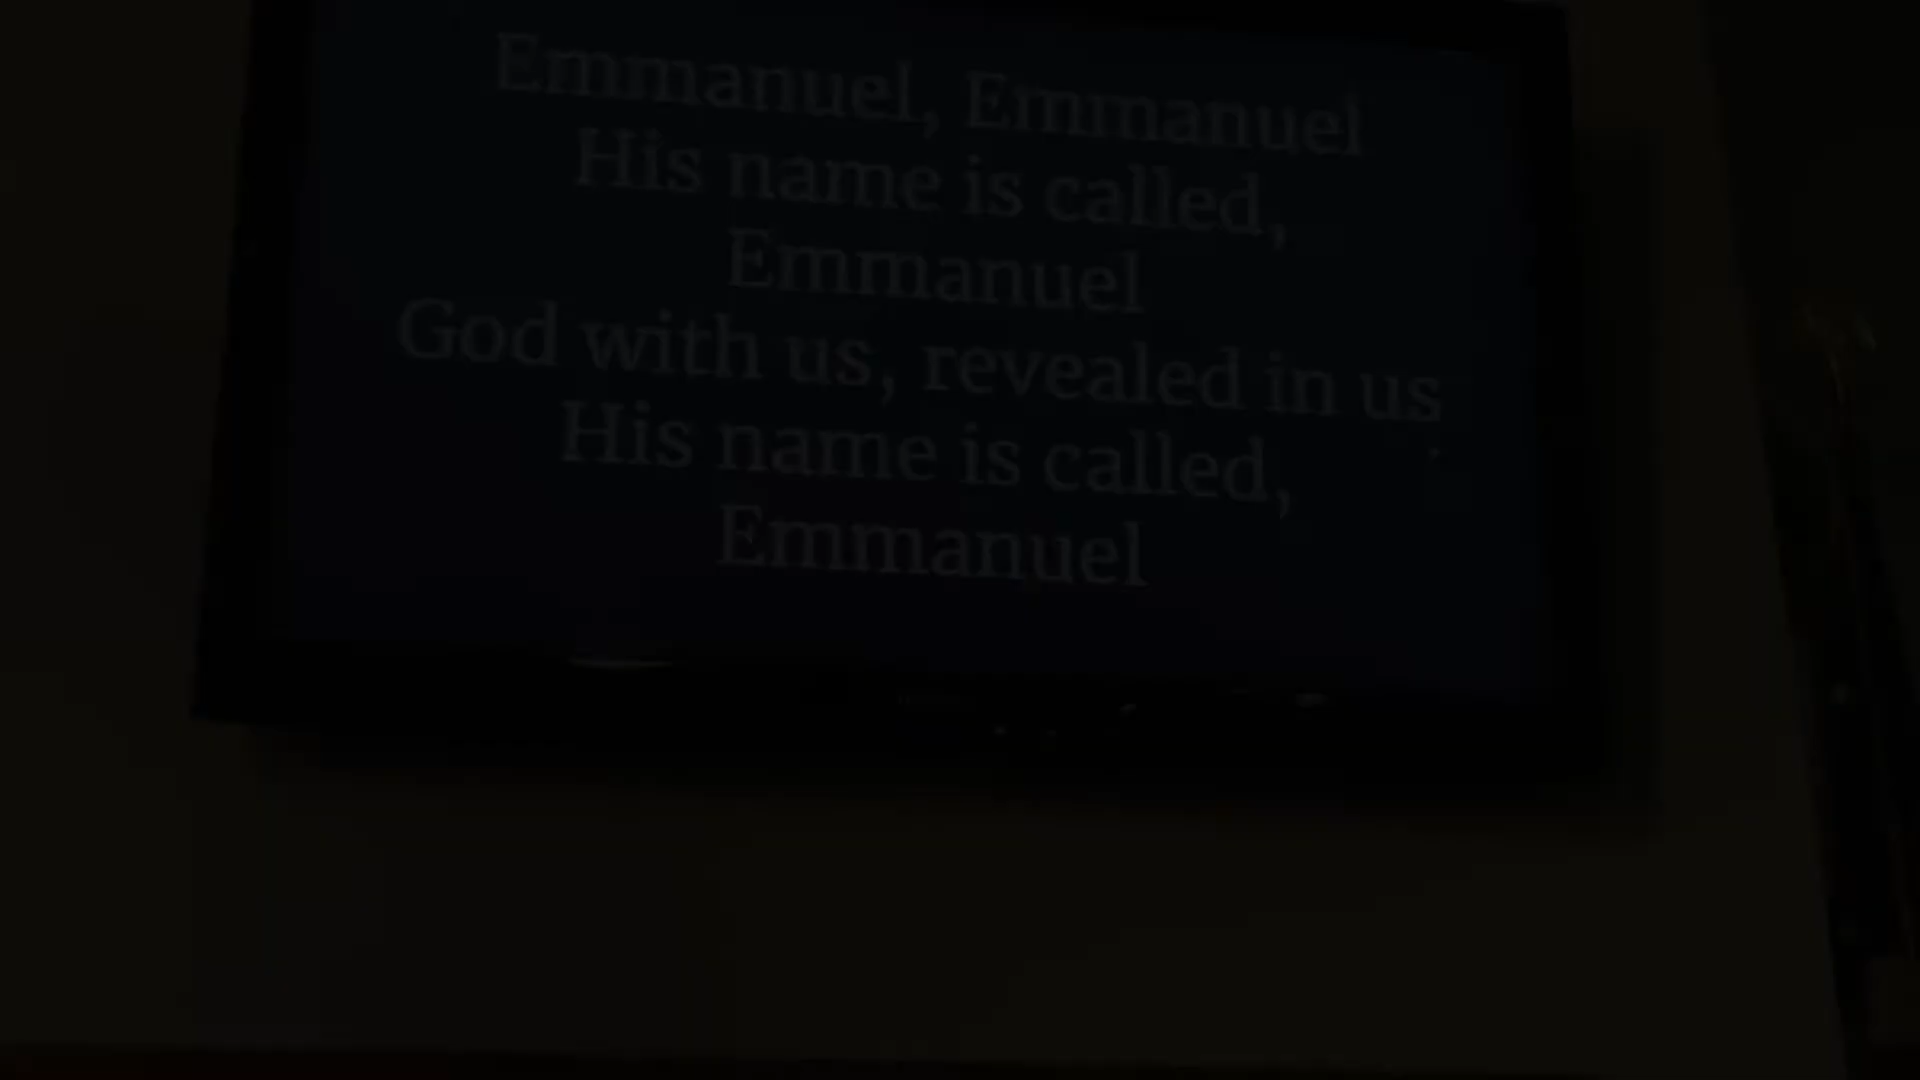 Emmanuel, Emmanuel
His name is called,
Emmanuel
God with us, revealed in us
His name is called,
Emmanuel